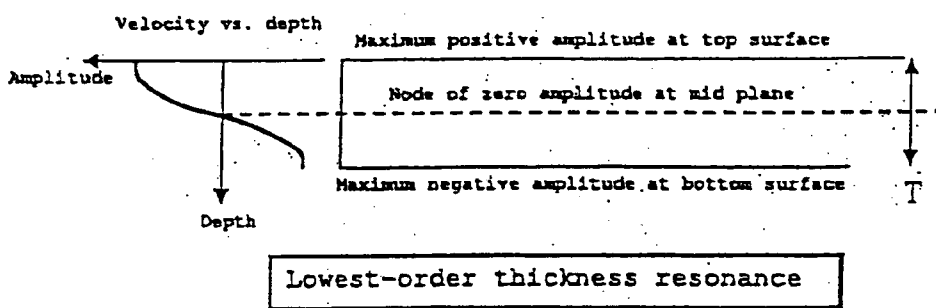 Velocity vs. depth
Maximum positive amplitude at top surface
Amplitude
Node of zero amplitude at mid plane
Maximum negative amplitude at bottom surface
T
Depth
Lowest-order thickness resonance